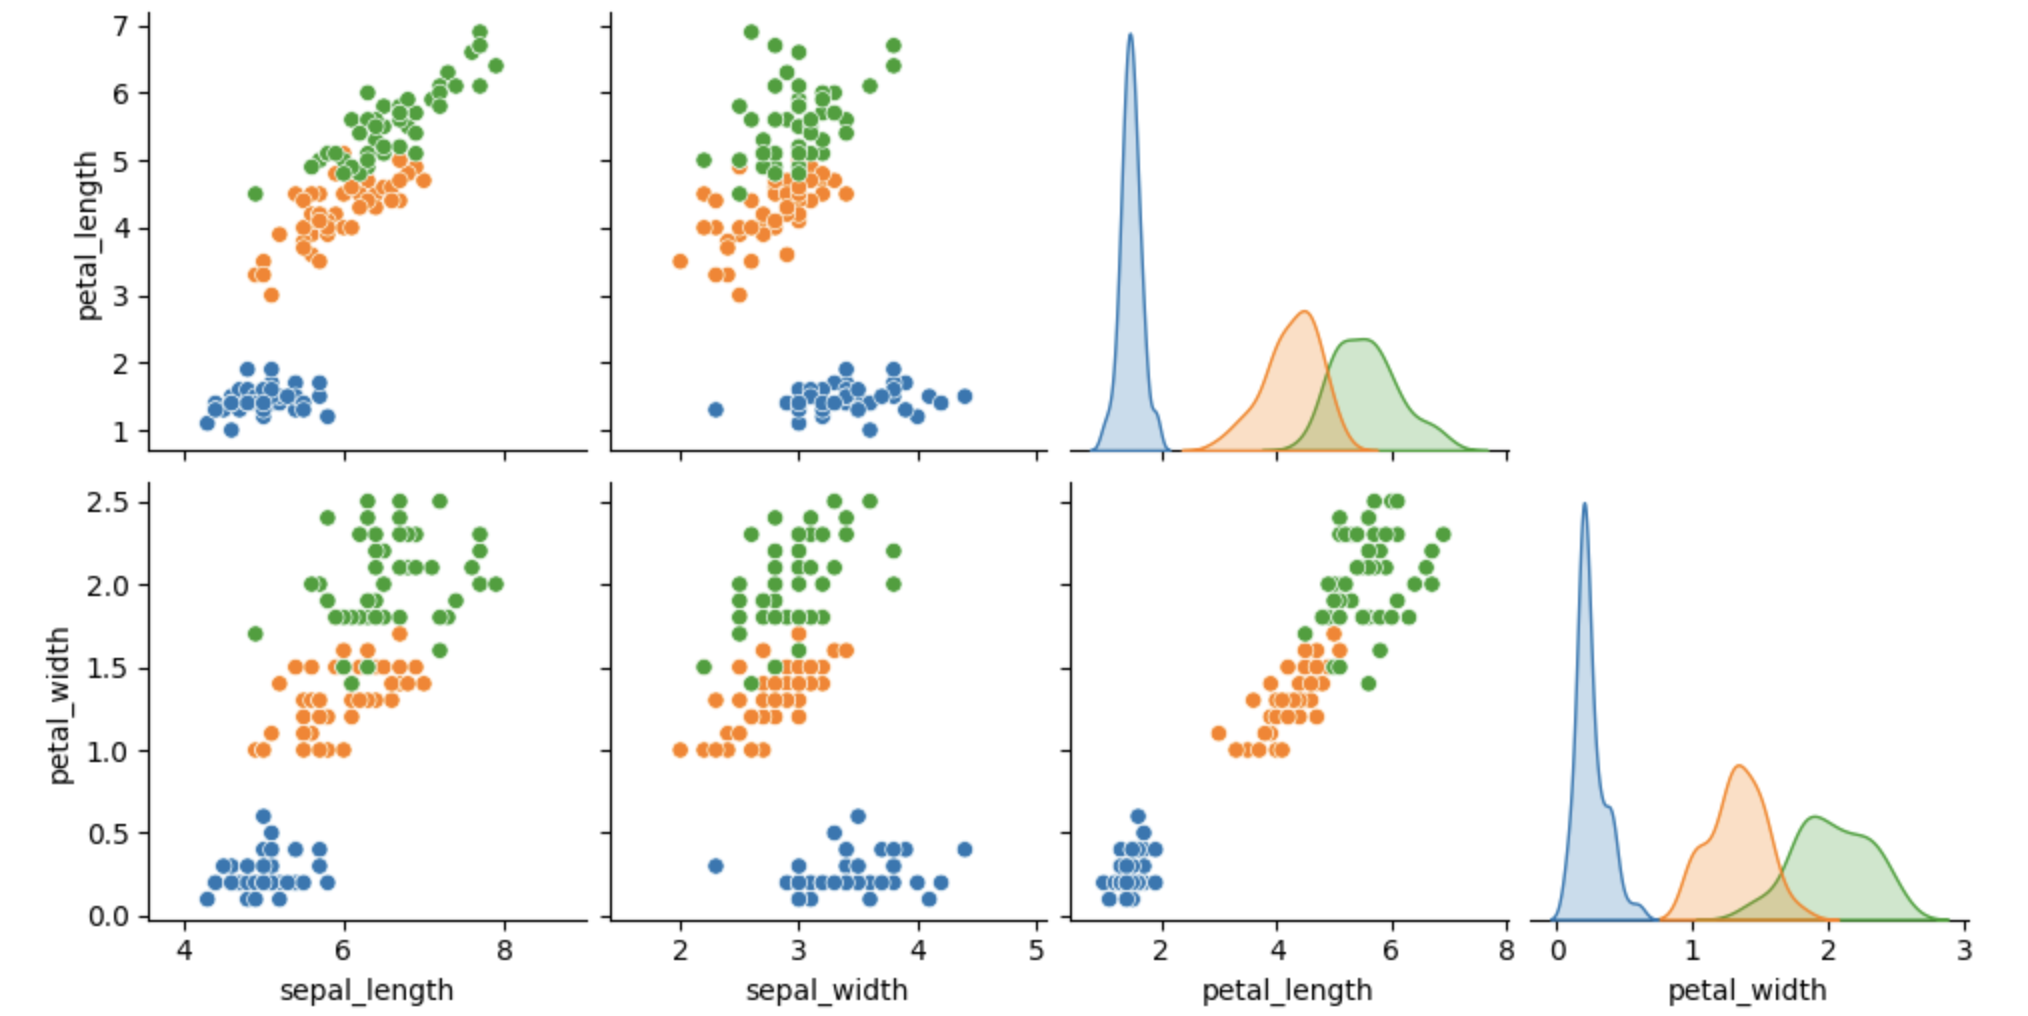 7
6
5
4
3
2
1
petal_length
2.5
2.0
1.5
1.0
0.5
0.0
petal_width
4 6 8
sepal_length
2 3 4 5
sepal_width
2 4 6 8
petal_length
0 1 2 3
petal_width